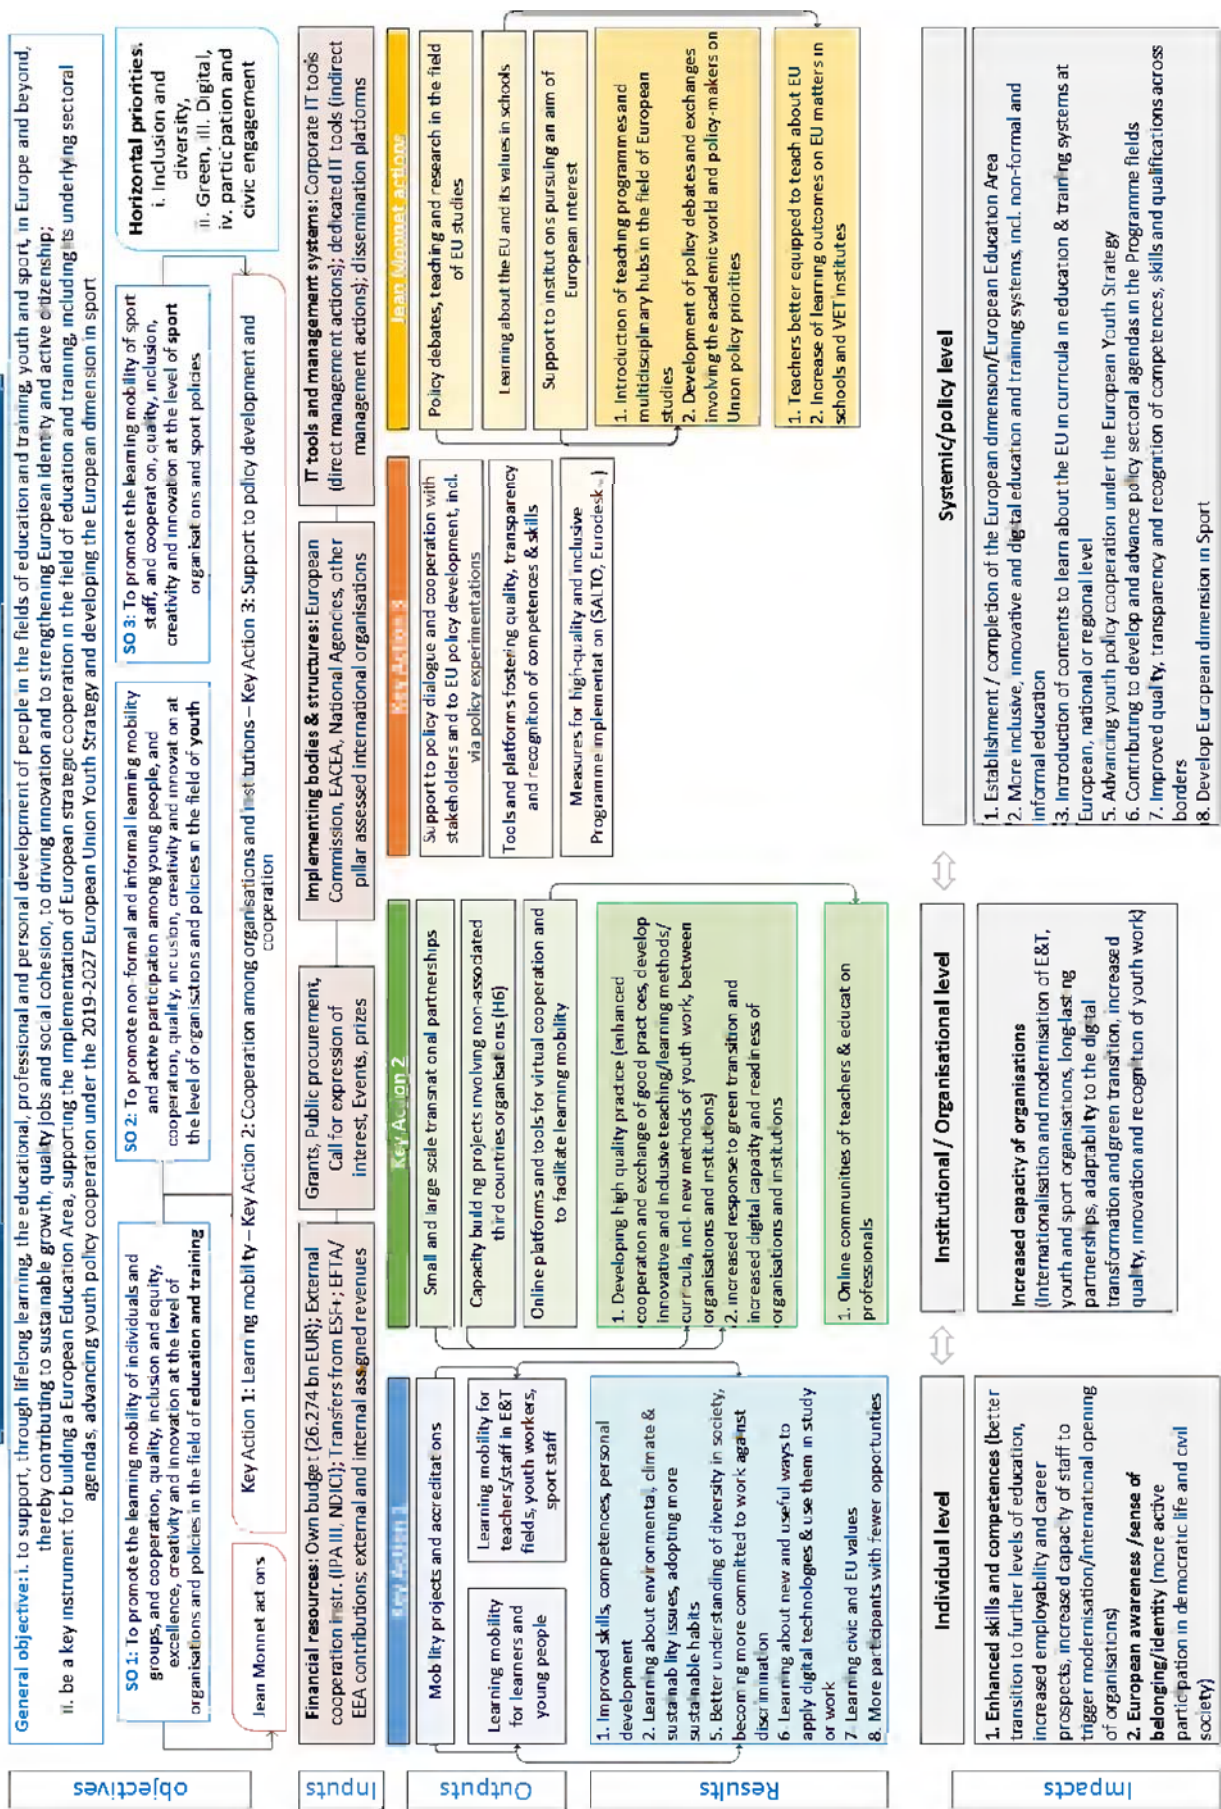 General objective: i. to support, through lifelong learning, the educational, professional and personal development of people in the fields of education and training, youth and sport, in Europe and beyond,
thereby contributing to sustainable growth, quality jobs and social cohesion, to driving innovation and to strengthening European identity and active citizenship;
ii. be a key instrument for building a European Education Area, supporting the implementation of European strategic cooperation in the field of education and training, including its underlying sectoral
agendas, advancing youth policy cooperation under the 2019-2027 European Union Youth Strategy and developing the European dimension in sport
objectives
SO 1: To promote the learning mobility of individuals and
groups, and cooperation, quality, inclusion and equity,
excellence, creativity and innovation at the level of
organisations and policies in the field of education and training
SO 2: To promote non-formal and informal learning mobility
and active participation among young people, and
cooperation, quality, inclusion, creativity and innovation at
the level of organisations and policies in the field of youth
SO 3: To promote the learning mobility of sport
staff, and cooperation, quality, inclusion,
creativity and innovation at the level of sport
organisations and sport policies
Horizontal priorities:
i. Inclusion and
diversity,
ii. Green, iii. Digital,
iv. participation and
civic engagement
Jean Monnet actions
Key Action 1: Learning mobility – Key Action 2: Cooperation among organisations and institutions – Key Action 3: Support to policy development and
cooperation
Inputs
Financial resources: Own budget (26.274 bn EUR); External
cooperation instr. (IPA III, NDICI); Transfers from ESF+; EFTA/
EEA contributions; external and internal assigned revenues
Grants, Public procurement,
Call for expression of
interest, Events, prizes
Implementing bodies & structures: European
Commission, EACEA, National Agencies, other
pillar assessed international organisations
IT tools and management systems: Corporate IT tools
(direct management actions); dedicated IT tools (indirect
management actions); dissemination platforms
Outputs
Key Action 1
Mobility projects and accreditations
Learning mobility
for learners and
young people
Learning mobility for
teachers/staff in E&T
fields, youth workers,
sport staff
Key Action 2
Small and large scale transnational partnerships
Capacity building projects involving non-associated
third countries organisations (H6)
Online platforms and tools for virtual cooperation and
to facilitate learning mobility
Key Action 3
Support to policy dialogue and cooperation with
stakeholders and to EU policy development, incl.
via policy experimentations
Tools and platforms fostering quality, transparency
and recognition of competences & skills
Measures for high-quality and inclusive
Programme implementation (SALTO, Eurodesk...)
Jean Monnet actions
Policy debates, teaching and research in the field
of EU studies
Learning about the EU and its values in schools
Support to institutions pursuing an aim of
European interest
Results
1. Improved skills, competences, personal
development
2. Learning about environmental, climate &
sustainability issues, adopting more
sustainable habits
5. Better understanding of diversity in society,
becoming more committed to work against
discrimination
6. Learning about new and useful ways to
apply digital technologies & use them in study
or work
7. Learning civic and EU values
8. More participants with fewer opportunities
1. Developing high quality practice (enhanced
cooperation and exchange of good practices, develop
innovative and inclusive teaching/learning methods/
curricula, incl. new methods of youth work, between
organisations and institutions)
2. increased response to green transition and
increased digital capacity and readiness of
organisations and institutions
1. Online communities of teachers & education
professionals
1. Introduction of teaching programmes and
multidisciplinary hubs in the field of European
studies
2. Development of policy debates and exchanges
involving the academic world and policy-makers on
Union policy priorities
1. Teachers better equipped to teach about EU
2. Increase of learning outcomes on EU matters in
schools and VET institutes
Impacts
Individual level
1. Enhanced skills and competences (better
transition to further levels of education,
increased employability and career
prospects, increased capacity of staff to
trigger modernisation/international opening
of organisations)
2. European awareness /sense of
belonging/identity (more active
participation in democratic life and civil
society)
Institutional / Organisational level
Increased capacity of organisations
(Internationalisation and modernisation of E&T,
youth and sport organisations, long-lasting
partnerships, adaptability to the digital
transformation and green transition, increased
quality, innovation and recognition of youth work)
Systemic/policy level
1. Establishment / completion of the European dimension/European Education Area
2. More inclusive, innovative and digital education and training systems, incl. non-formal and
informal education
3. Introduction of contents to learn about the EU in curricula in education & training systems at
European, national or regional level
5. Advancing youth policy cooperation under the European Youth Strategy
6. Contributing to develop and advance policy sectoral agendas in the Programme fields
7. Improved quality, transparency and recognition of competences, skills and qualifications across
borders
8. Develop European dimension in Sport